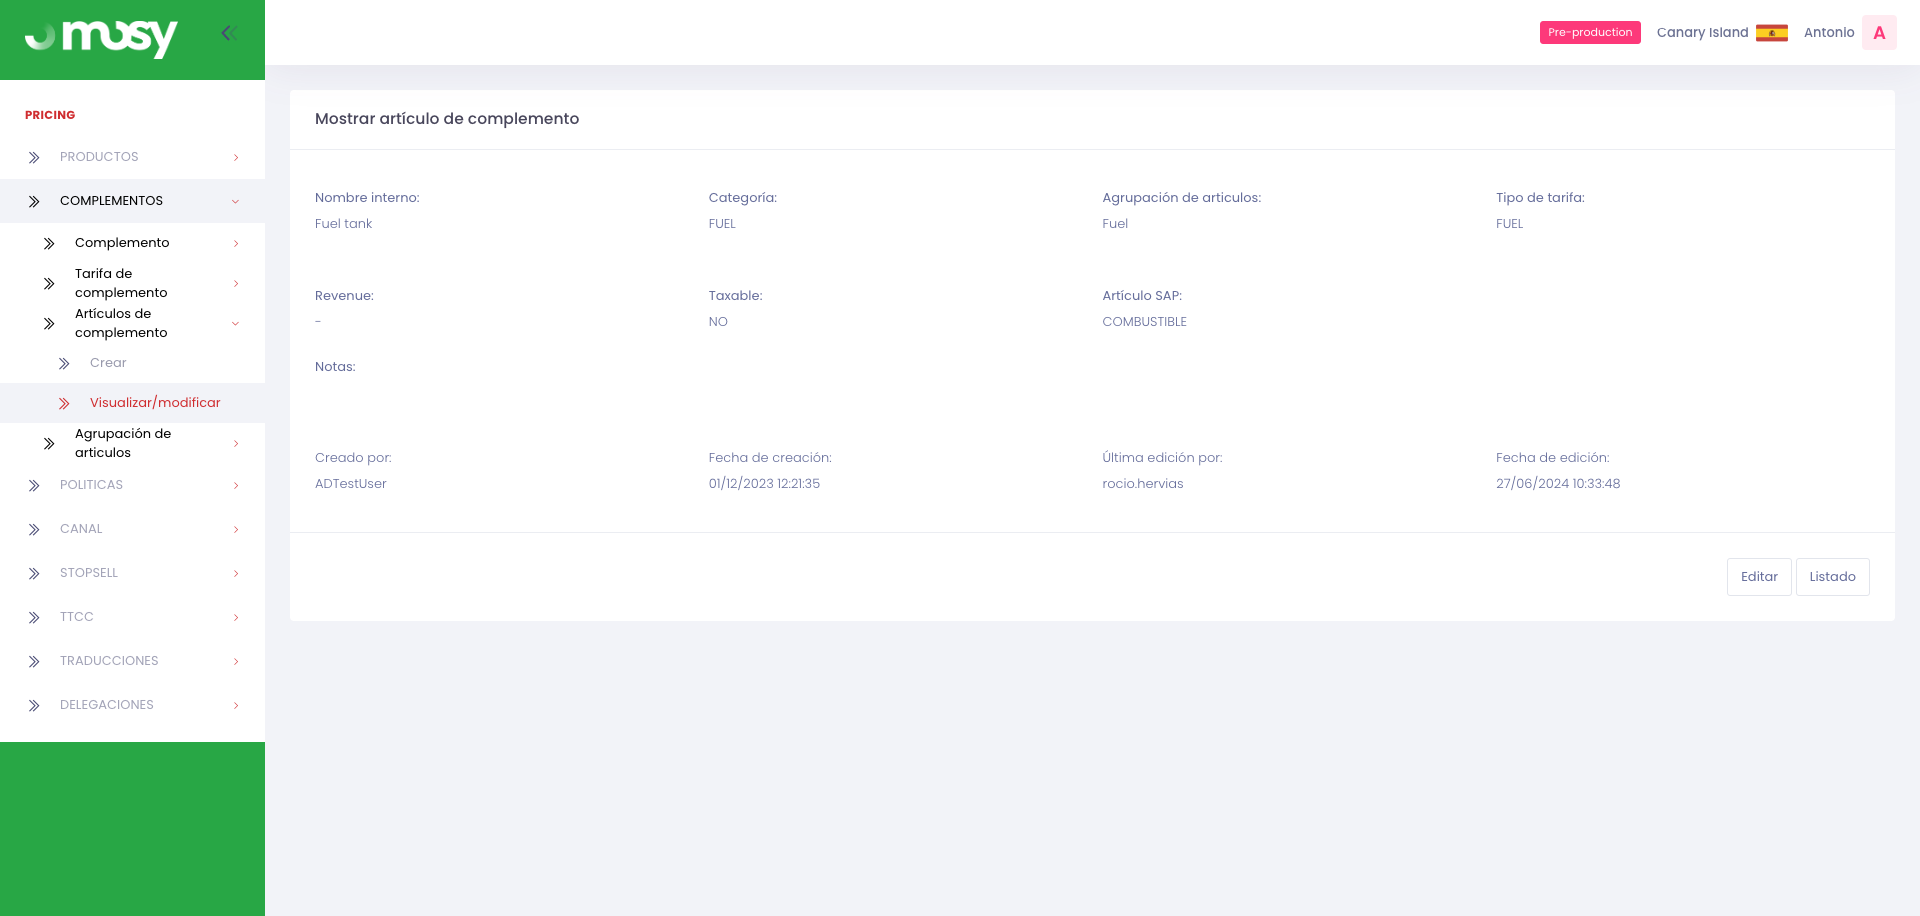 mosy
Pre-production
Canary Island
Antonio
A
PRICING
PRODUCTOS
COMPLEMENTOS
Complemento
Tarifa de
complemento
Artículos de
complemento
Crear
Visualizar/modificar
Agrupación de
articulos
POLITICAS
CANAL
STOPSELL
TTCC
TRADUCCIONES
DELEGACIONES
Mostrar artículo de complemento
Nombre interno:
Fuel tank
Categoría:
FUEL
Agrupación de articulos:
Fuel
Tipo de tarifa:
FUEL
Revenue:
-
Taxable:
NO
Artículo SAP:
COMBUSTIBLE
Notas:
Creado por:
ADTestUser
Fecha de creación:
01/12/2023 12:21:35
Última edición por:
rocio.hervias
Fecha de edición:
27/06/2024 10:33:48
Editar
Listado